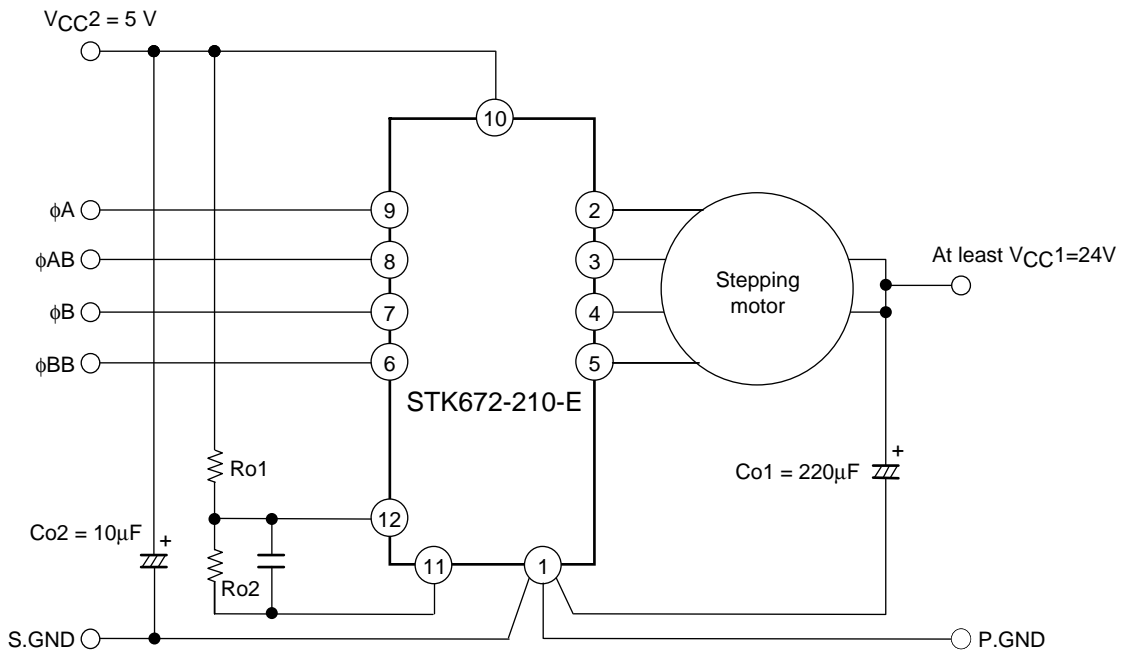 VCC2 = 5 V
10
ϕA
9
2
ϕAB
8
3
At least VCC1=24V
Stepping
motor
ϕB
7
4
ϕBB
6
5
STK672-210-E
Ro1
Co1 = 220µF
+
12
Co2 = 10µF
+
Ro2
11
1
S.GND
P.GND